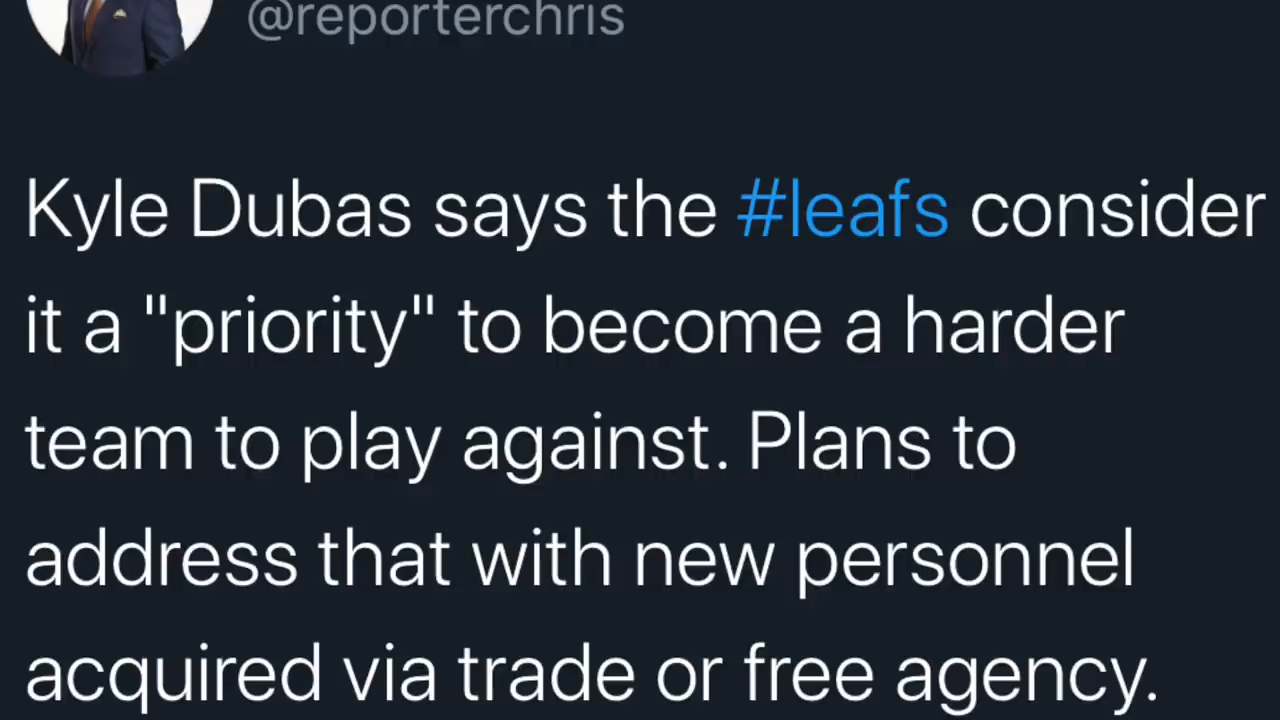 @reporterchris
Kyle Dubas says the #leafs consider
it a "priority" to become a harder
team to play against. Plans to
address that with new personnel
acquired via trade or free agency.